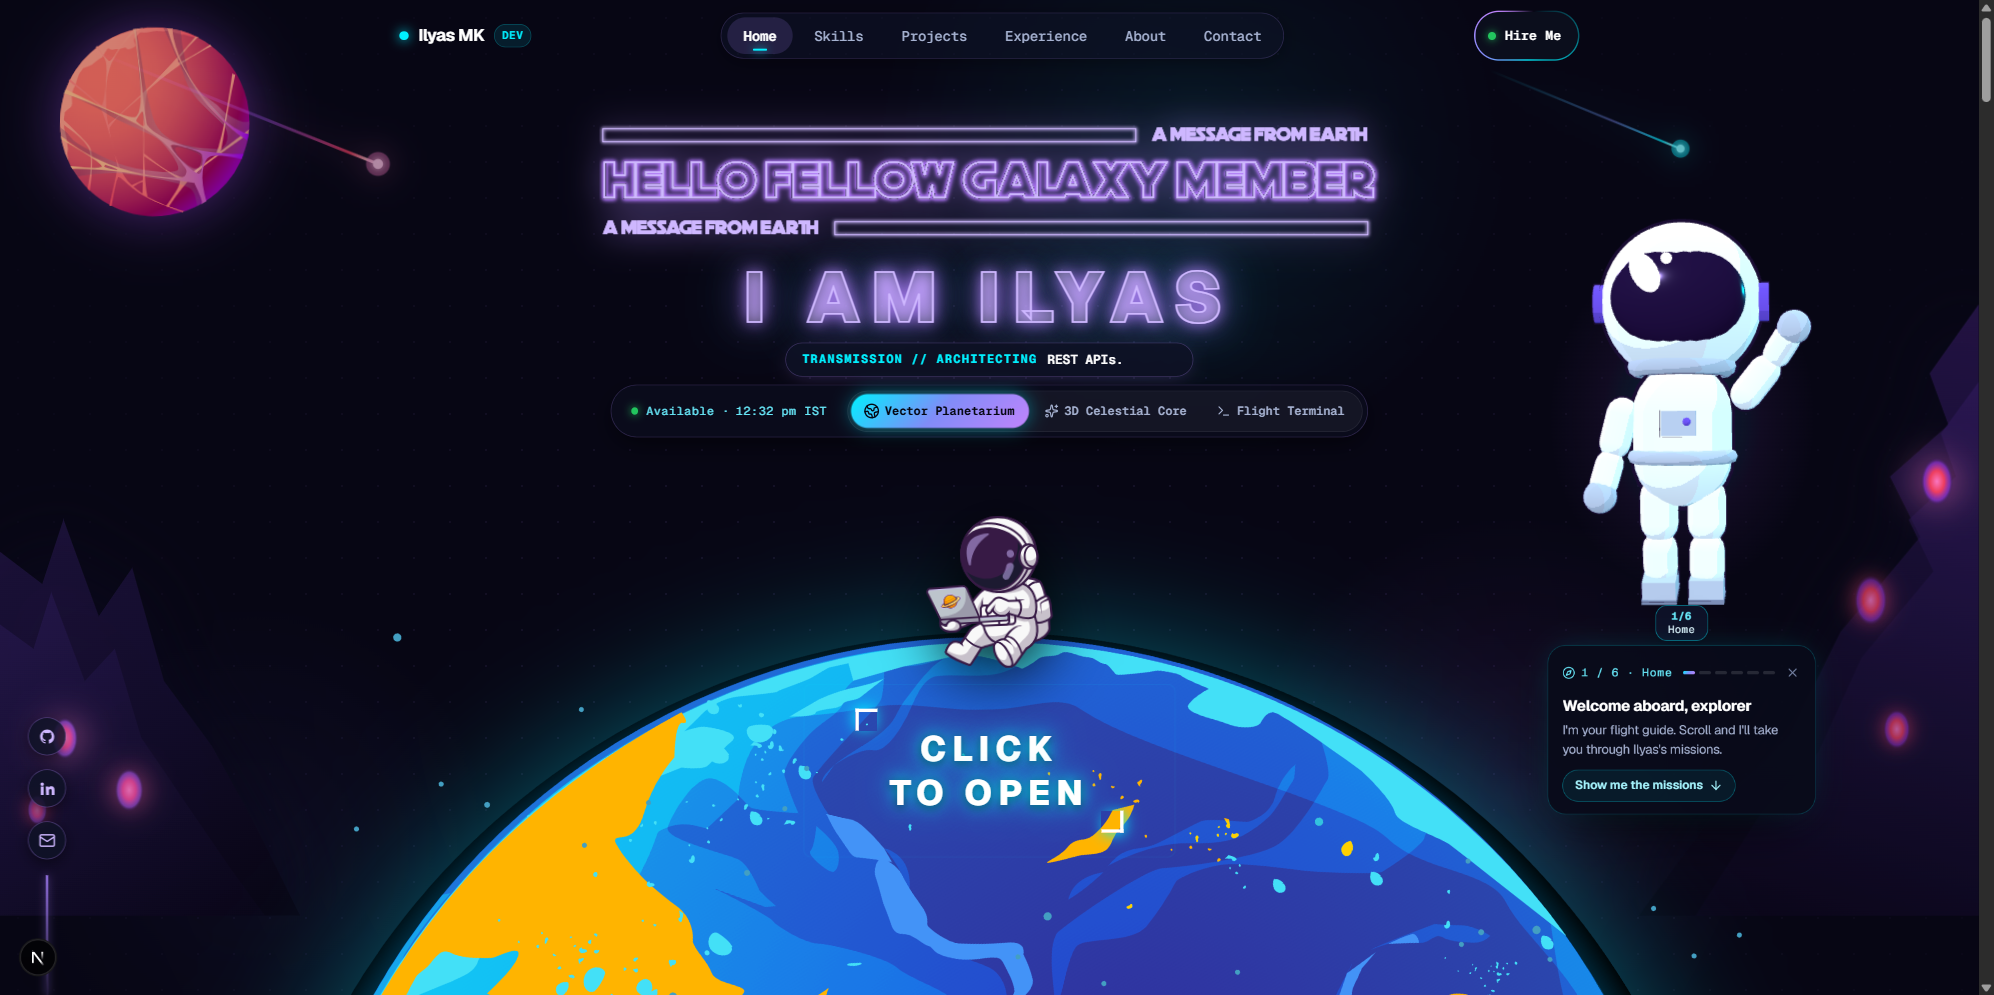 Ilyas MK DEV
Home Skills Projects Experience About Contact
Hire Me
A MESSAGE FROM EARTH
HELLO FELLOW GALAXY MEMBER
A MESSAGE FROM EARTH
I AM ILYAS
TRANSMISSION // ARCHITECTING REST APIs.
Available · 12:32 pm IST Vector Planetarium 3D Celestial Core >_ Flight Terminal
CLICK
TO OPEN
1/6
Home
1 / 6 · Home
Welcome aboard, explorer
I'm your flight guide. Scroll and I'll take
you through Ilyas's missions.
Show me the missions ↓
in
N